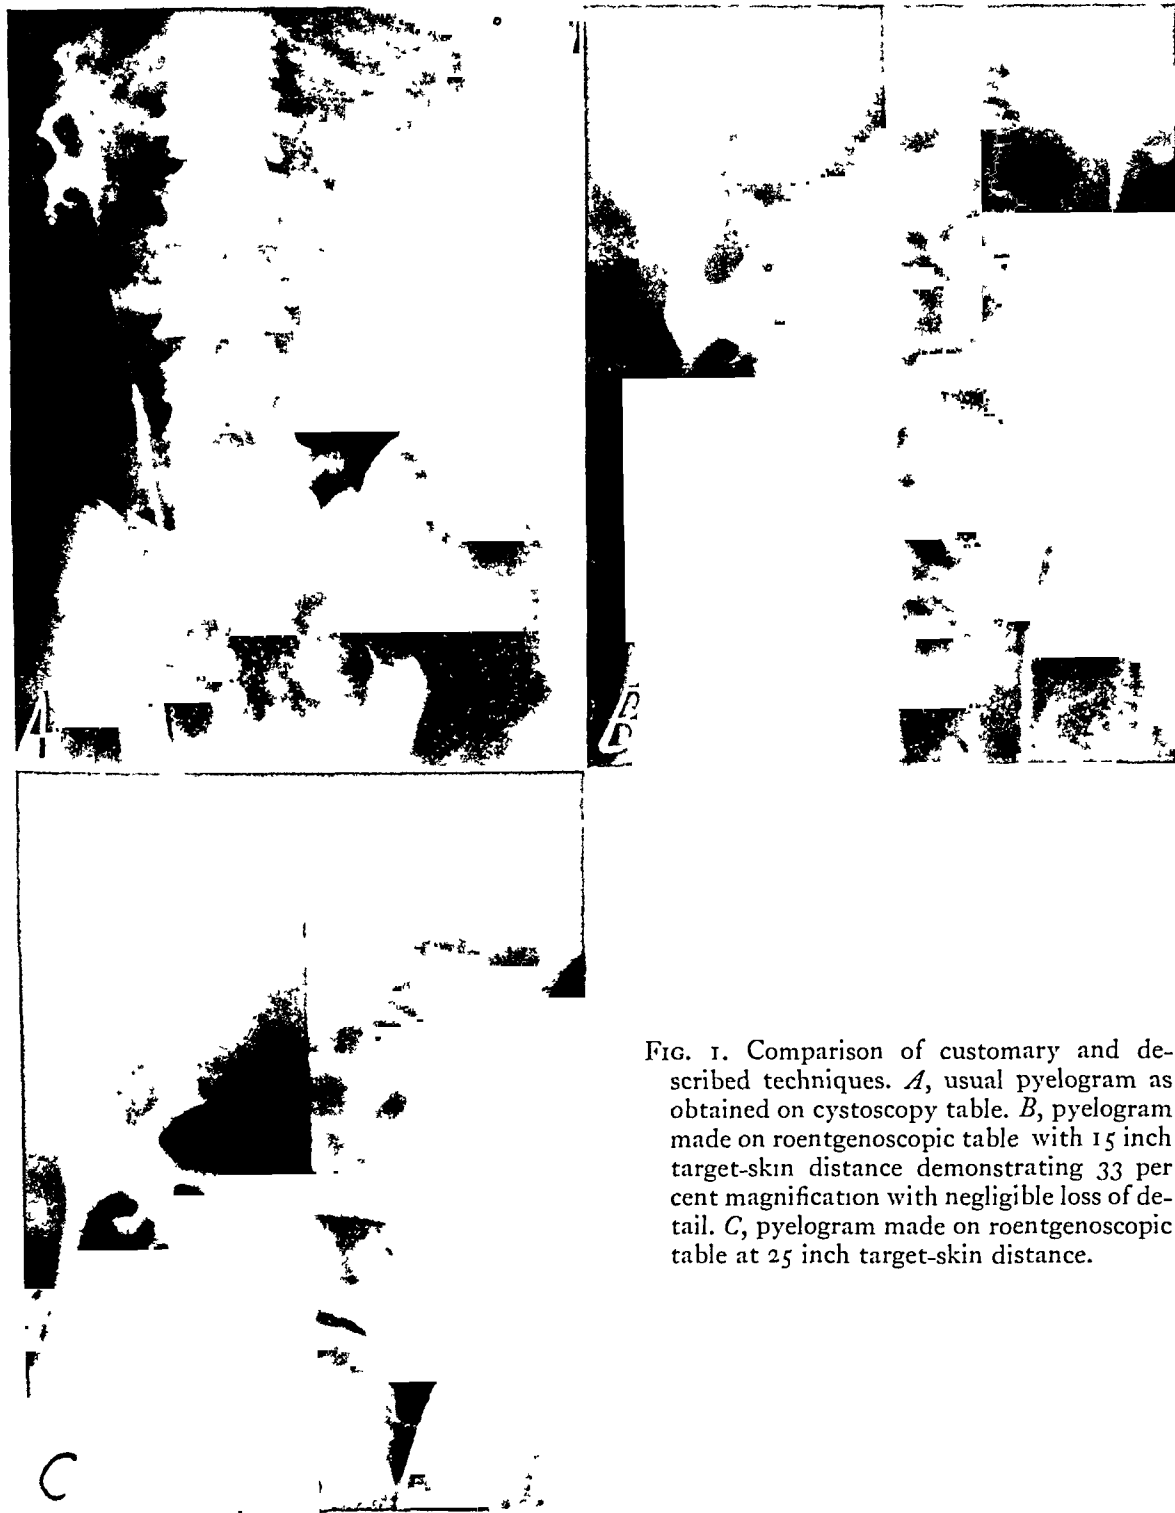 A
B
C
FIG. 1. Comparison of customary and de-
scribed techniques. A, usual pyelogram as
obtained on cystoscopy table. B, pyelogram
made on roentgenoscopic table with 15 inch
target-skin distance demonstrating 33 per
cent magnification with negligible loss of de-
tail. C, pyelogram made on roentgenoscopic
table at 25 inch target-skin distance.